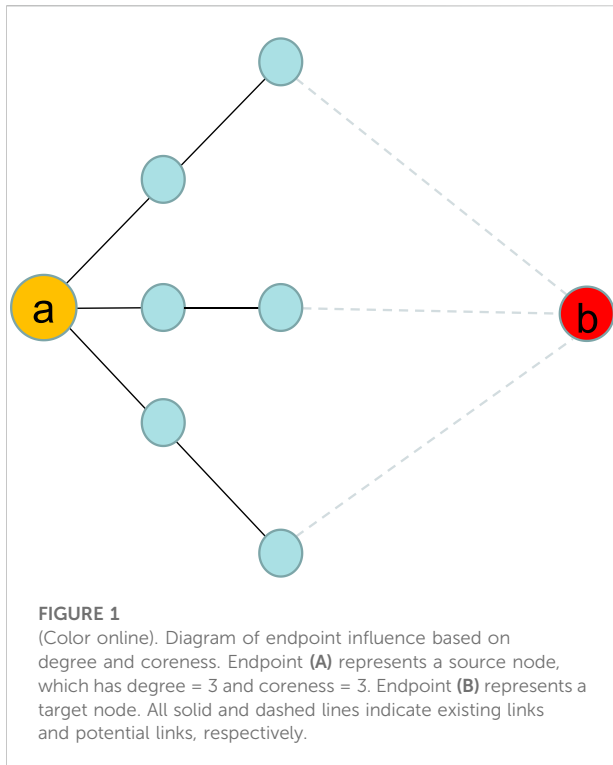 a
b
FIGURE 1
(Color online). Diagram of endpoint influence based on
degree and coreness. Endpoint (A) represents a source node,
which has degree = 3 and coreness = 3. Endpoint (B) represents a
target node. All solid and dashed lines indicate existing links
and potential links, respectively.